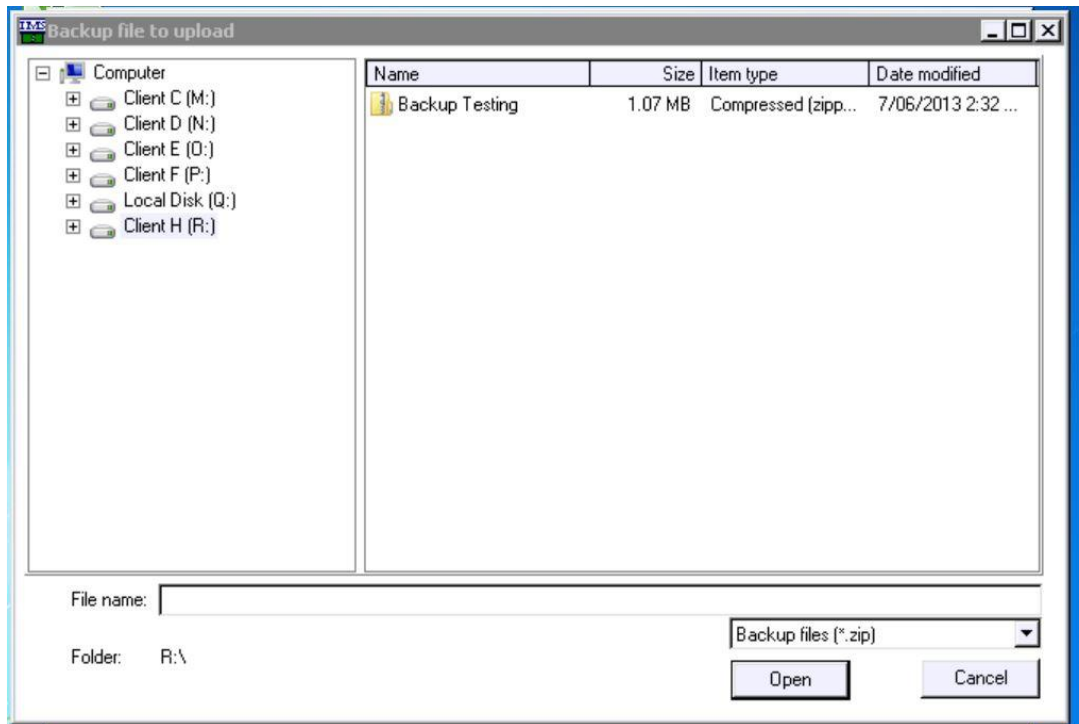 TMS Backup file to upload
Computer
Client C (M:)
Client D (N:)
Client E (O:)
Client F (P:)
Local Disk (Q:)
Client H (R:)
Name Size Item type Date modified
Backup Testing 1.07 MB Compressed (zipp... 7/06/2013 2:32 ...
File name:
Backup files (*.zip)
Folder: R:\
Open Cancel